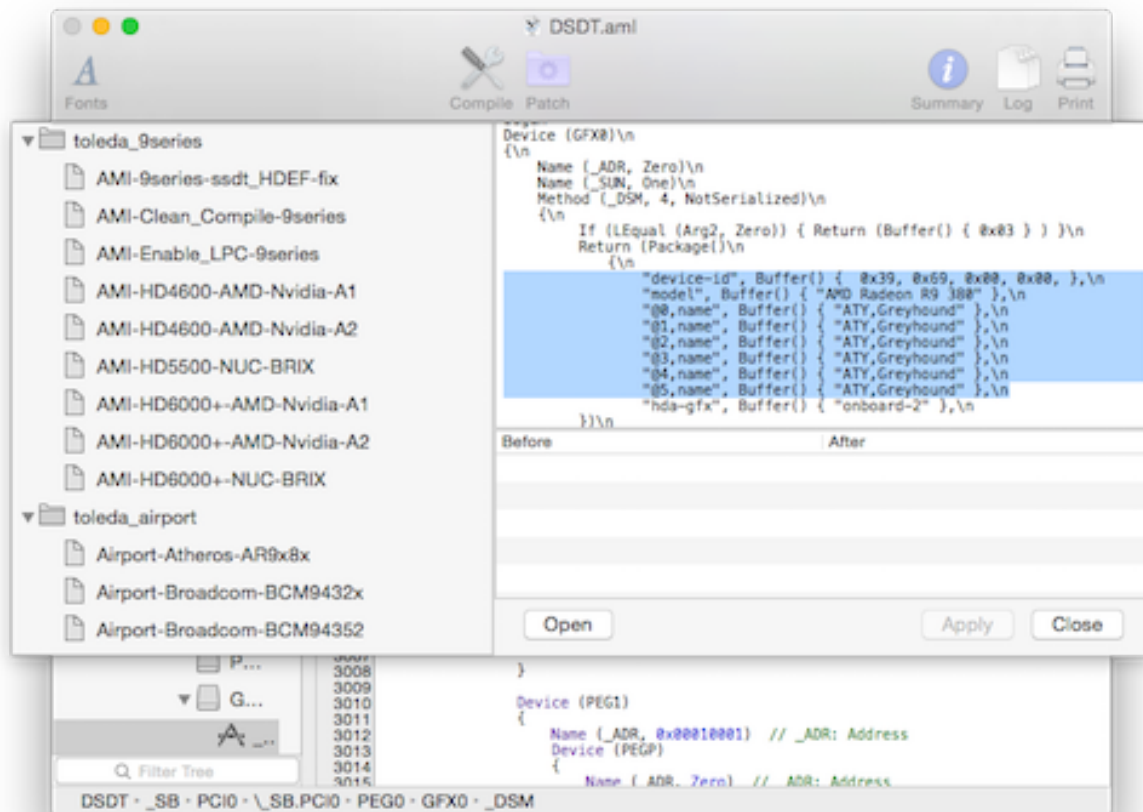 DSDT.aml
Fonts
Compile Patch
Summary Log Print
toleda_9series
AMI-9series-ssdt_HDEF-fix
AMI-Clean_Compile-9series
AMI-Enable_LPC-9series
AMI-HD4600-AMD-Nvidia-A1
AMI-HD4600-AMD-Nvidia-A2
AMI-HD5500-NUC-BRIX
AMI-HD6000+-AMD-Nvidia-A1
AMI-HD6000+-AMD-Nvidia-A2
AMI-HD6000+-NUC-BRIX
toleda_airport
Airport-Atheros-AR9x8x
Airport-Broadcom-BCM9432x
Airport-Broadcom-BCM94352
Device (GFX0)\n
{\n
Name (_ADR, Zero)\n
Name (_SUN, One)\n
Method (_DSM, 4, NotSerialized)\n
{\n
If (LEqual (Arg2, Zero)) { Return (Buffer() { 0x03 } ) }\n
Return (Package()\n
{\n
"device-id", Buffer() { 0x39, 0x69, 0x00, 0x00, },\n
"model", Buffer() { "AMD Radeon R9 380" },\n
"@0,name", Buffer() { "ATY,Greyhound" },\n
"@1,name", Buffer() { "ATY,Greyhound" },\n
"@2,name", Buffer() { "ATY,Greyhound" },\n
"@3,name", Buffer() { "ATY,Greyhound" },\n
"@4,name", Buffer() { "ATY,Greyhound" },\n
"@5,name", Buffer() { "ATY,Greyhound" },\n
"hda-gfx", Buffer() { "onboard-2" },\n
})\n
Before After
Open Apply Close
P...
G...
_..
Filter Tree
3007
3008 }
3009
3010 Device (PEG1)
3011 {
3012 Name (_ADR, 0x00010001) // _ADR: Address
3013 Device (PEGP)
3014 {
3015 Name (_ADR, Zero) // _ADR: Address
DSDT - _SB - PCI0 - \_SB.PCI0 - PEG0 - GFX0 - _DSM